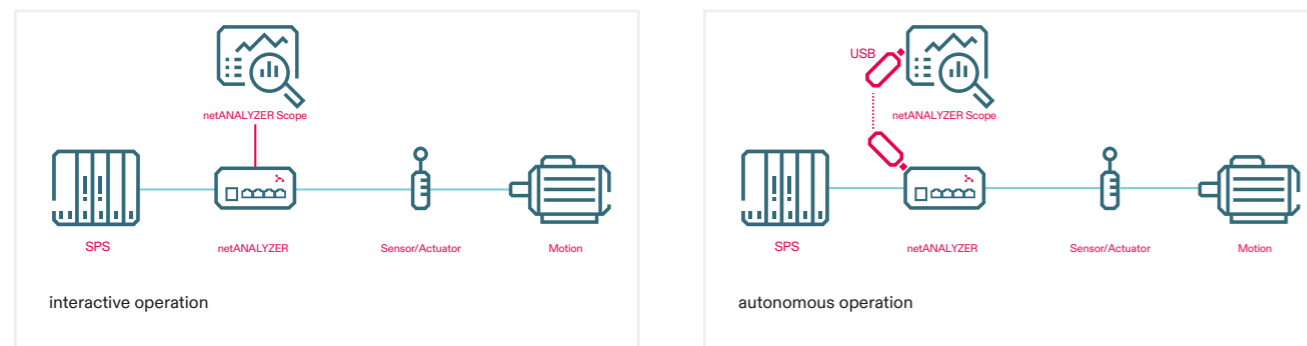 netANALYZER Scope
SPS
netANALYZER
Sensor/Actuator
Motion
interactive operation
USB
netANALYZER Scope
SPS
netANALYZER
Sensor/Actuator
Motion
autonomous operation